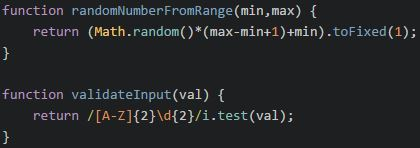 function randomNumberFromRange(min,max) {
    return (Math.random()*(max-min+1)+min).toFixed(1);
}

function validateInput(val) {
    return /[A-Z]{2}\d{2}/i.test(val);
}